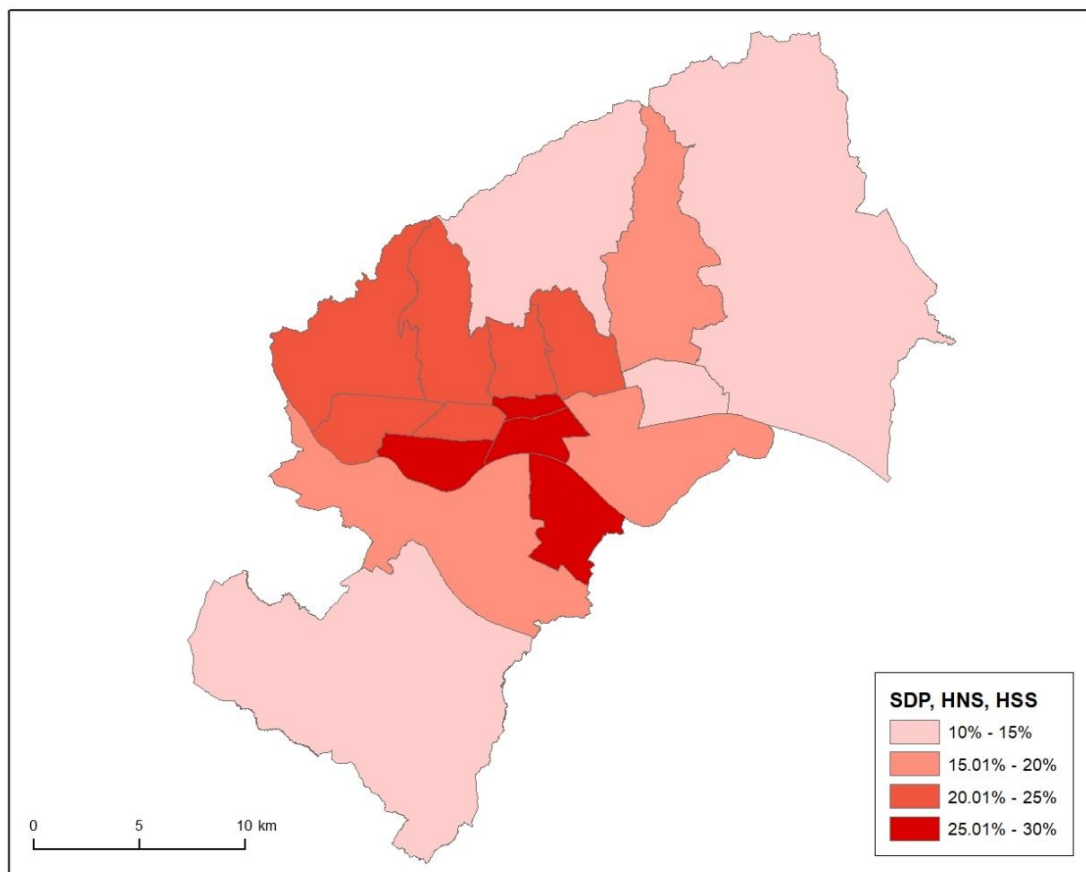 SDP, HNS, HSS
10% - 15%
15.01% - 20%
20.01% - 25%
25.01% - 30%
0 5 10 km